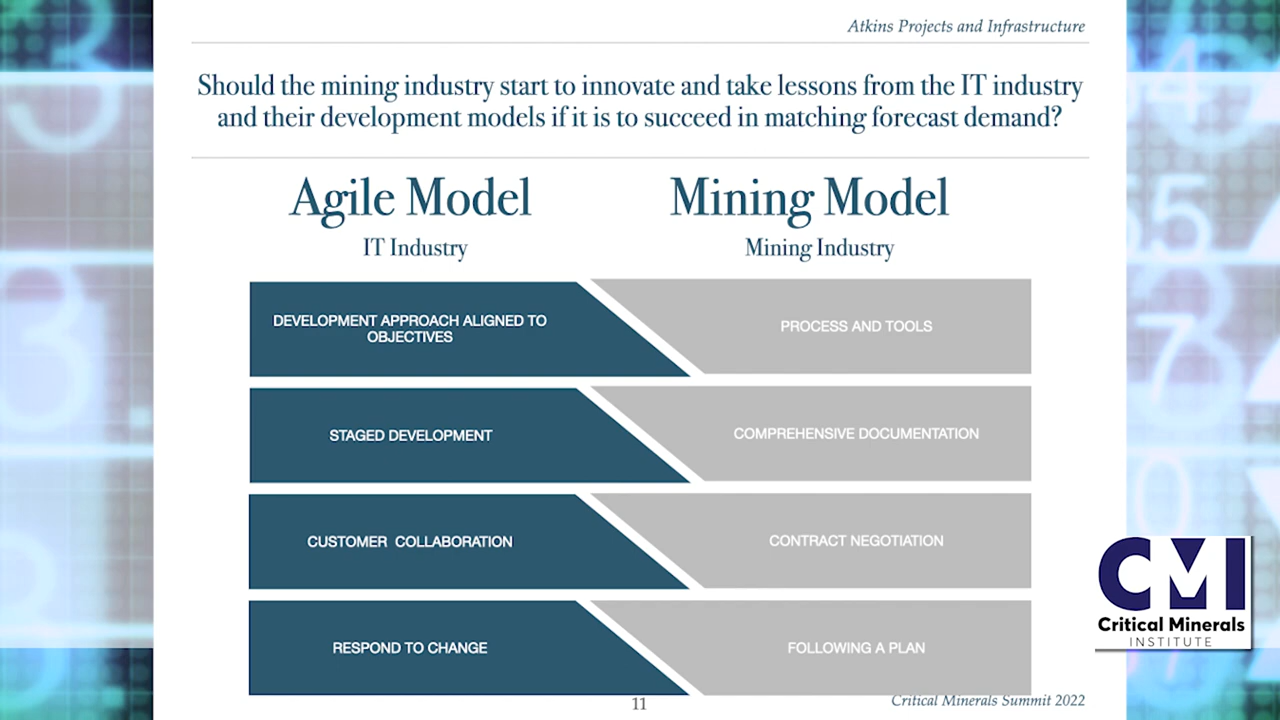 Atkins Projects and Infrastructure
Should the mining industry start to innovate and take lessons from the IT industry
and their development models if it is to succeed in matching forecast demand?
Agile Model
IT Industry
Mining Model
Mining Industry
DEVELOPMENT APPROACH ALIGNED TO
OBJECTIVES
PROCESS AND TOOLS
STAGED DEVELOPMENT
COMPREHENSIVE DOCUMENTATION
CUSTOMER COLLABORATION
CONTRACT NEGOTIATION
RESPOND TO CHANGE
FOLLOWING A PLAN
11
Critical Minerals Summit 2022
CMI
Critical Minerals
INSTITUTE